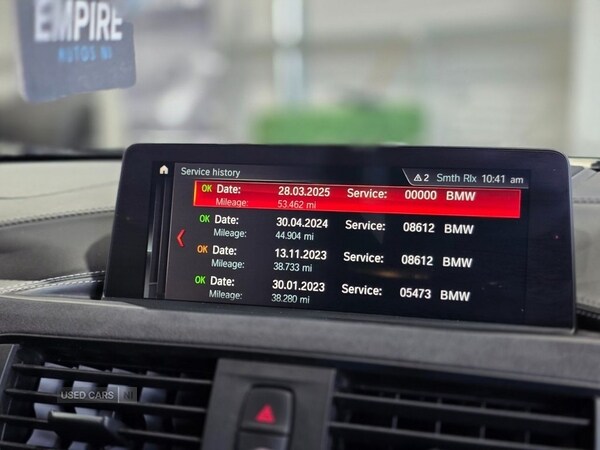 EMPIRE
AUTOS NI
Service history
2 Smth Rlx 10:41 am
OK Date: 28.03.2025 Service: 00000 BMW
Mileage: 53.462 mi
OK Date: 30.04.2024 Service: 08612 BMW
Mileage: 44.904 mi
OK Date: 13.11.2023 Service: 08612 BMW
Mileage: 38.733 mi
OK Date: 30.01.2023 Service: 05473 BMW
Mileage: 38.280 mi
USED CARS NI